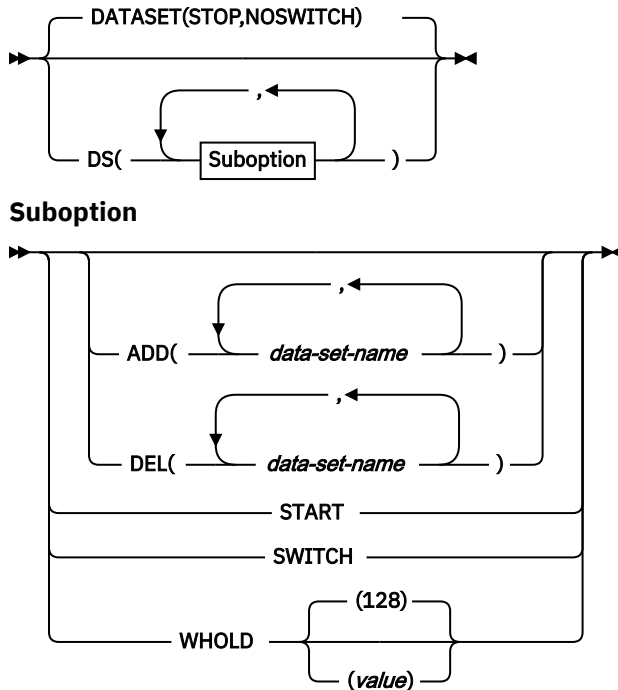 DATASET(STOP,NOSWITCH)
,
DS( Suboption )
Suboption
,
ADD( data-set-name )
,
DEL( data-set-name )
START
SWITCH
(128)
WHOLD
(value)